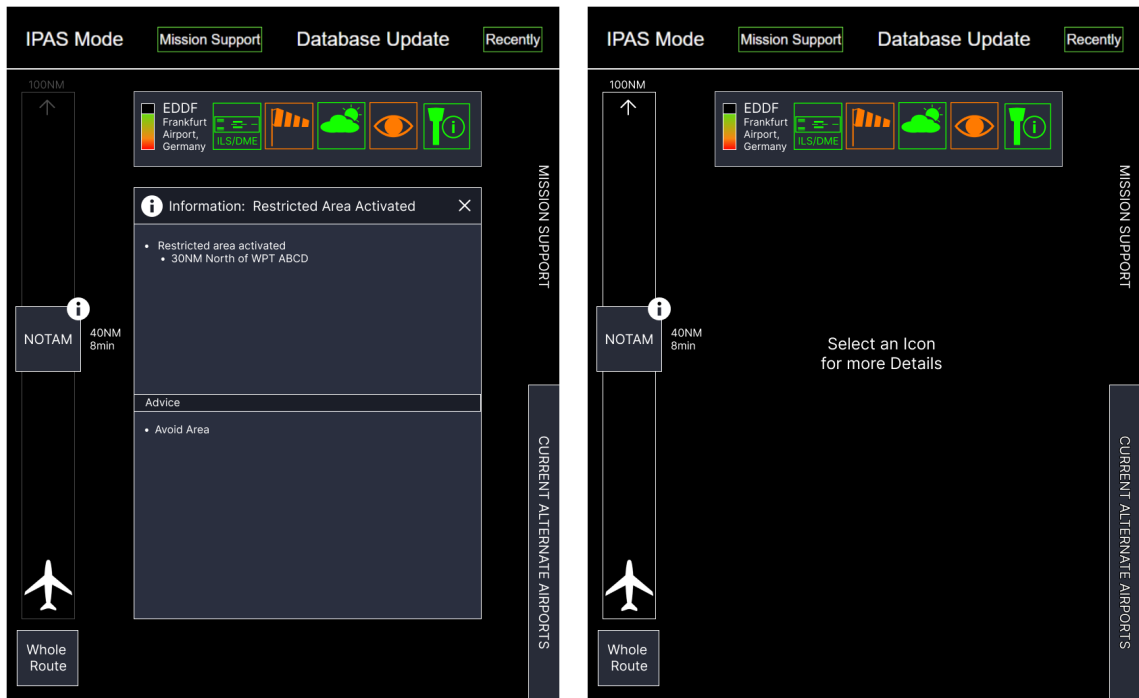 IPAS Mode Mission Support Database Update Recently
100NM
EDDF
Frankfurt
Airport,
Germany
ILS/DME
Information: Restricted Area Activated
• Restricted area activated
• 30NM North of WPT ABCD
NOTAM
40NM
8min
Advice
• Avoid Area
Whole
Route
MISSION SUPPORT
CURRENT ALTERNATE AIRPORTS
IPAS Mode Mission Support Database Update Recently
100NM
EDDF
Frankfurt
Airport,
Germany
ILS/DME
NOTAM
40NM
8min
Select an Icon
for more Details
Whole
Route
MISSION SUPPORT
CURRENT ALTERNATE AIRPORTS